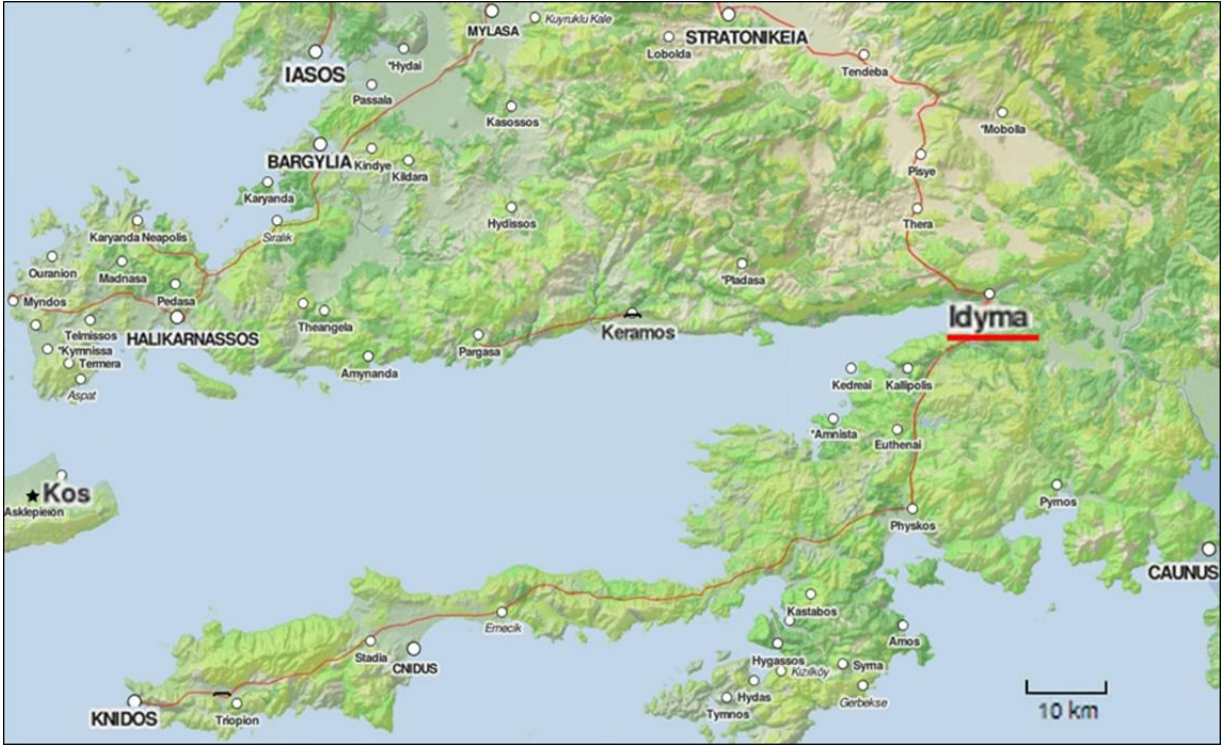 MYLASA
Kuyruklu Kale
STRATONIKEIA
Lobolda
IASOS
*Hydai
Tendeba
Passala
Kasossos
*Mobolla
BARGYLIA
Kindye
Kildara
Pisye
Karyanda
Hydissos
Thera
Siralik
Karyanda Neapolis
Ouranion
Madnasa
*Pladasa
Pedasa
Myndos
Idyma
Theangela
Telmissos
HALIKARNASSOS
Keramos
*Kymnissa
Pargasa
Termera
Amynanda
Aspat
Kedreai
Kallipolis
*Amnista
Euthenai
Kos
Asklepieion
Pyrnos
Physkos
CAUNUS
Kastabos
Emecik
Amos
Stadia
CNIDUS
Hygassos
Syrna
Kızılköy
Hydas
Gerbekse
Tymnos
KNIDOS
Triopion
10 km